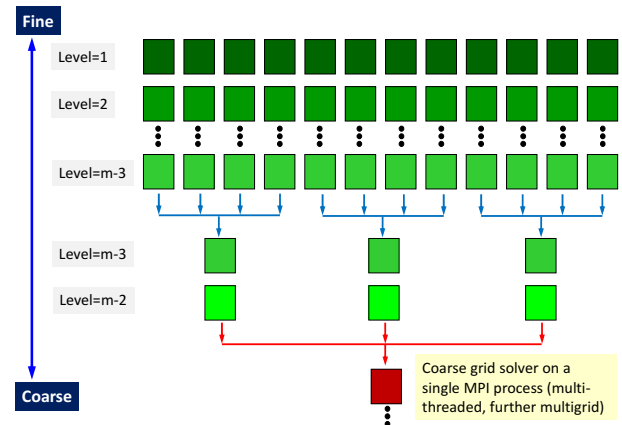 Fine
Level=1
Level=2
Level=m-3
Level=m-3
Level=m-2
Coarse grid solver on a
single MPI process (multi-
threaded, further multigrid)
Coarse